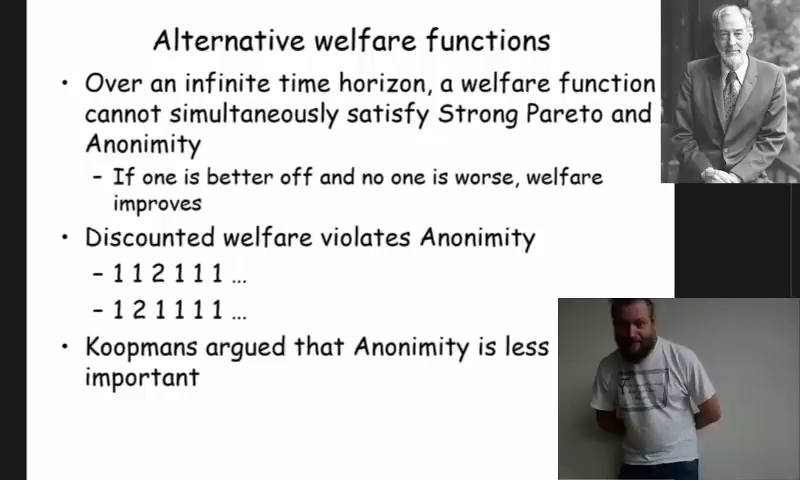 Alternative welfare functions
• Over an infinite time horizon, a welfare function
cannot simultaneously satisfy Strong Pareto and
Anonimity
– If one is better off and no one is worse, welfare
improves
• Discounted welfare violates Anonimity
– 1 1 2 1 1 1 ...
– 1 2 1 1 1 1 ...
• Koopmans argued that Anonimity is less
important